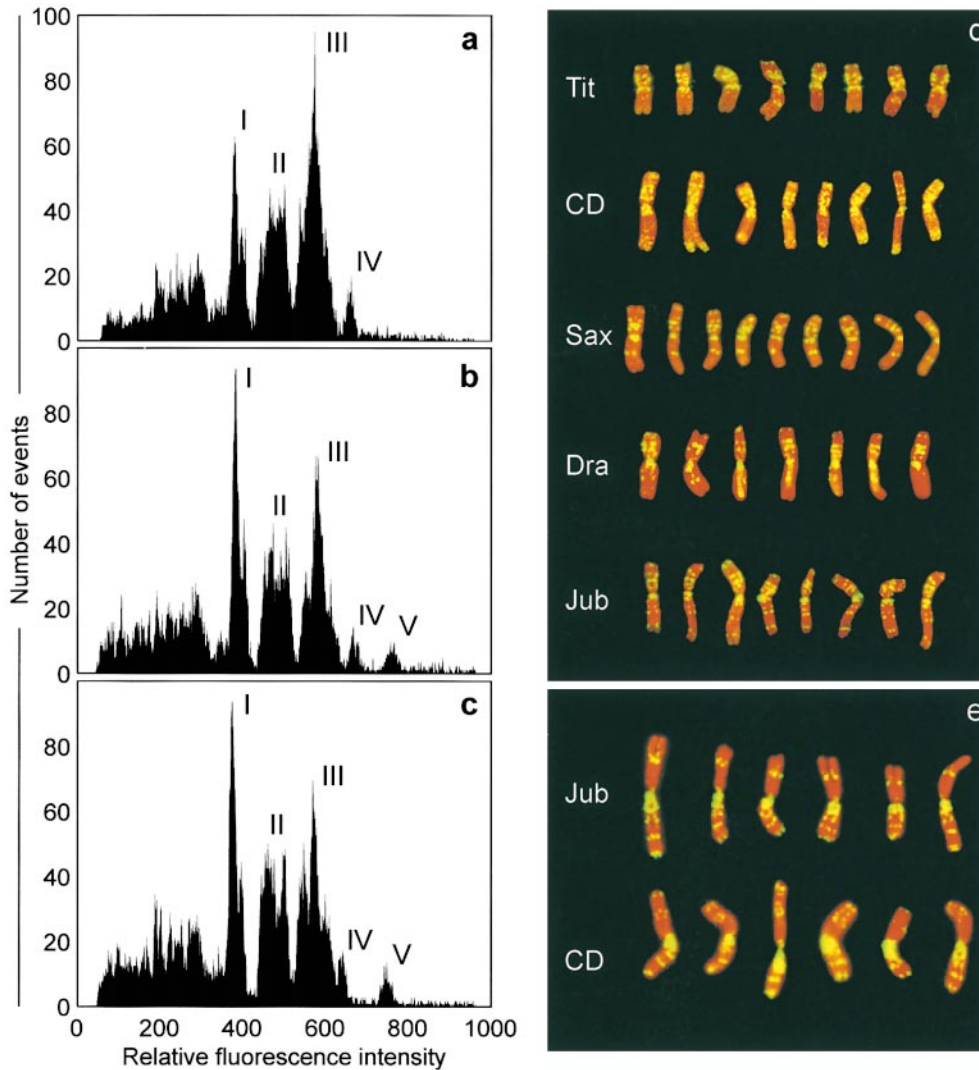 100
80
60
40
20
0
I
II
III
IV
a
80
60
40
20
0
I
II
III
IV
V
b
80
60
40
20
0
I
II
III
IV
V
c
0 200 400 600 800 1000
Relative fluorescence intensity
Number of events
Tit
CD
Sax
Dra
Jub
e
Jub
CD